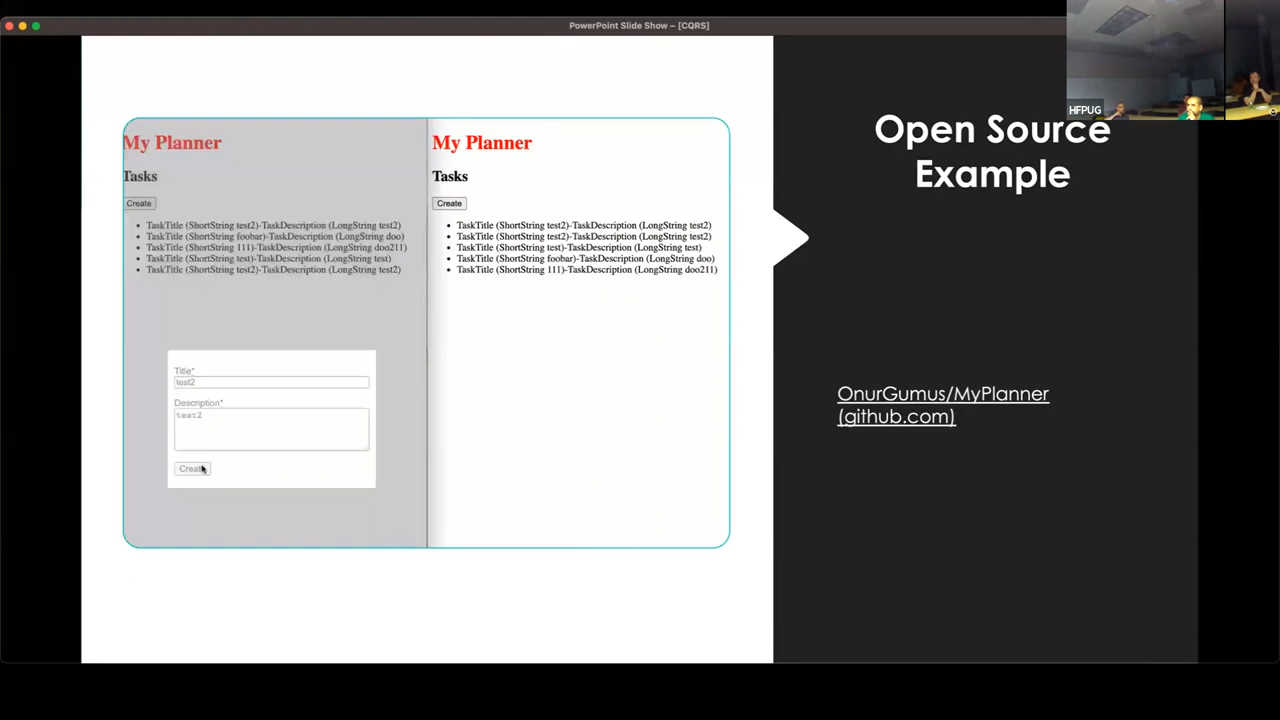 PowerPoint Slide Show – [CQRS]
HFPUG
My Planner
Tasks
Create
• TaskTitle (ShortString test2)-TaskDescription (LongString test2)
• TaskTitle (ShortString foobar)-TaskDescription (LongString doo)
• TaskTitle (ShortString 111)-TaskDescription (LongString doo211)
• TaskTitle (ShortString test)-TaskDescription (LongString test)
• TaskTitle (ShortString test2)-TaskDescription (LongString test2)
Title*
test2
Description*
test2
Create
My Planner
Tasks
Create
• TaskTitle (ShortString test2)-TaskDescription (LongString test2)
• TaskTitle (ShortString test2)-TaskDescription (LongString test2)
• TaskTitle (ShortString test)-TaskDescription (LongString test)
• TaskTitle (ShortString foobar)-TaskDescription (LongString doo)
• TaskTitle (ShortString 111)-TaskDescription (LongString doo211)
Open Source
Example
OnurGumus/MyPlanner
(github.com)